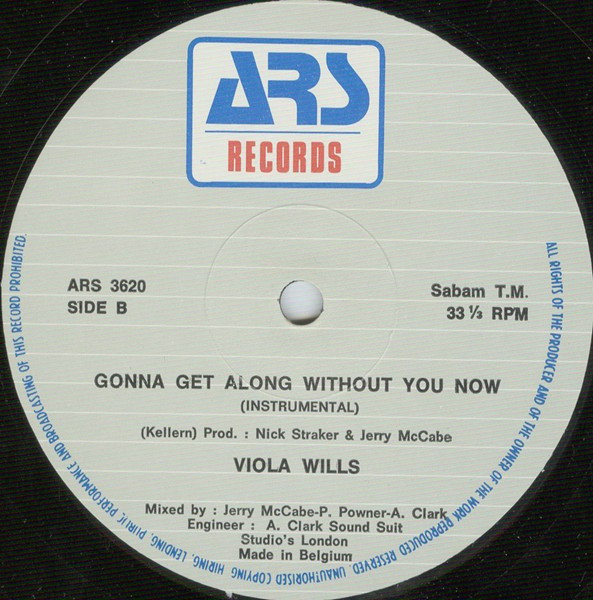 ARS
RECORDS
ARS 3620
SIDE B
Sabam T.M.
33 ⅓ RPM
GONNA GET ALONG WITHOUT YOU NOW
(INSTRUMENTAL)
(Kellern) Prod. : Nick Straker & Jerry McCabe
VIOLA WILLS
Mixed by : Jerry McCabe-P. Powner-A. Clark
Engineer : A. Clark Sound Suit
Studio's London
Made in Belgium
ALL RIGHTS OF THE PRODUCER AND OF THE OWNER OF THE WORK REPRODUCED RESERVED. UNAUTHORISED COPYING HIRING, LENDING, PUBLIC PERFORMANCE AND BROADCASTING OF THIS RECORD PROHIBITED.